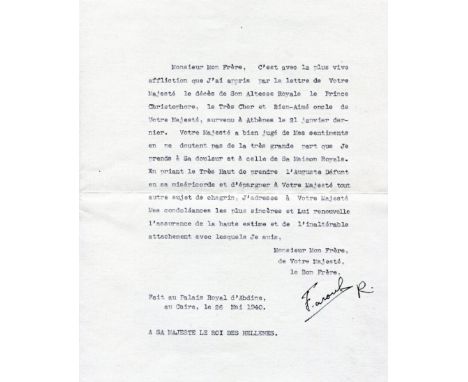 Monsieur Mon Frère, C'est avec la plus vive
affliction que J'ai appris par la lettre de Votre
Majesté le décès de Son Altesse Royale le Prince
Christophore, le Très Cher et Bien-Aimé oncle de
Votre Majesté, survenu à Athènes le 21 janvier der-
nier. Votre Majesté a bien jugé de Mes sentiments
en ne doutant pas de la très grande part que Je
prends à Sa douleur et à celle de Sa Maison Royale.
En priant le Très Haut de prendre l'Auguste Défunt
en sa miséricorde et d'épargner à Votre Majesté tout
autre sujet de chagrin, J'adresse à Votre Majesté
Mes condoléances les plus sincères et Lui renouvelle
l'assurance de la haute estime et de l'inaltérable
attachement avec lesquels Je suis,
Monsieur Mon Frère,
de Votre Majesté,
le Bon Frère,
Farouk R.
Fait au Palais Royal d'Abdine,
au Caire, le 26 Mai 1940.
A SA MAJESTE LE ROI DES HELLENES.